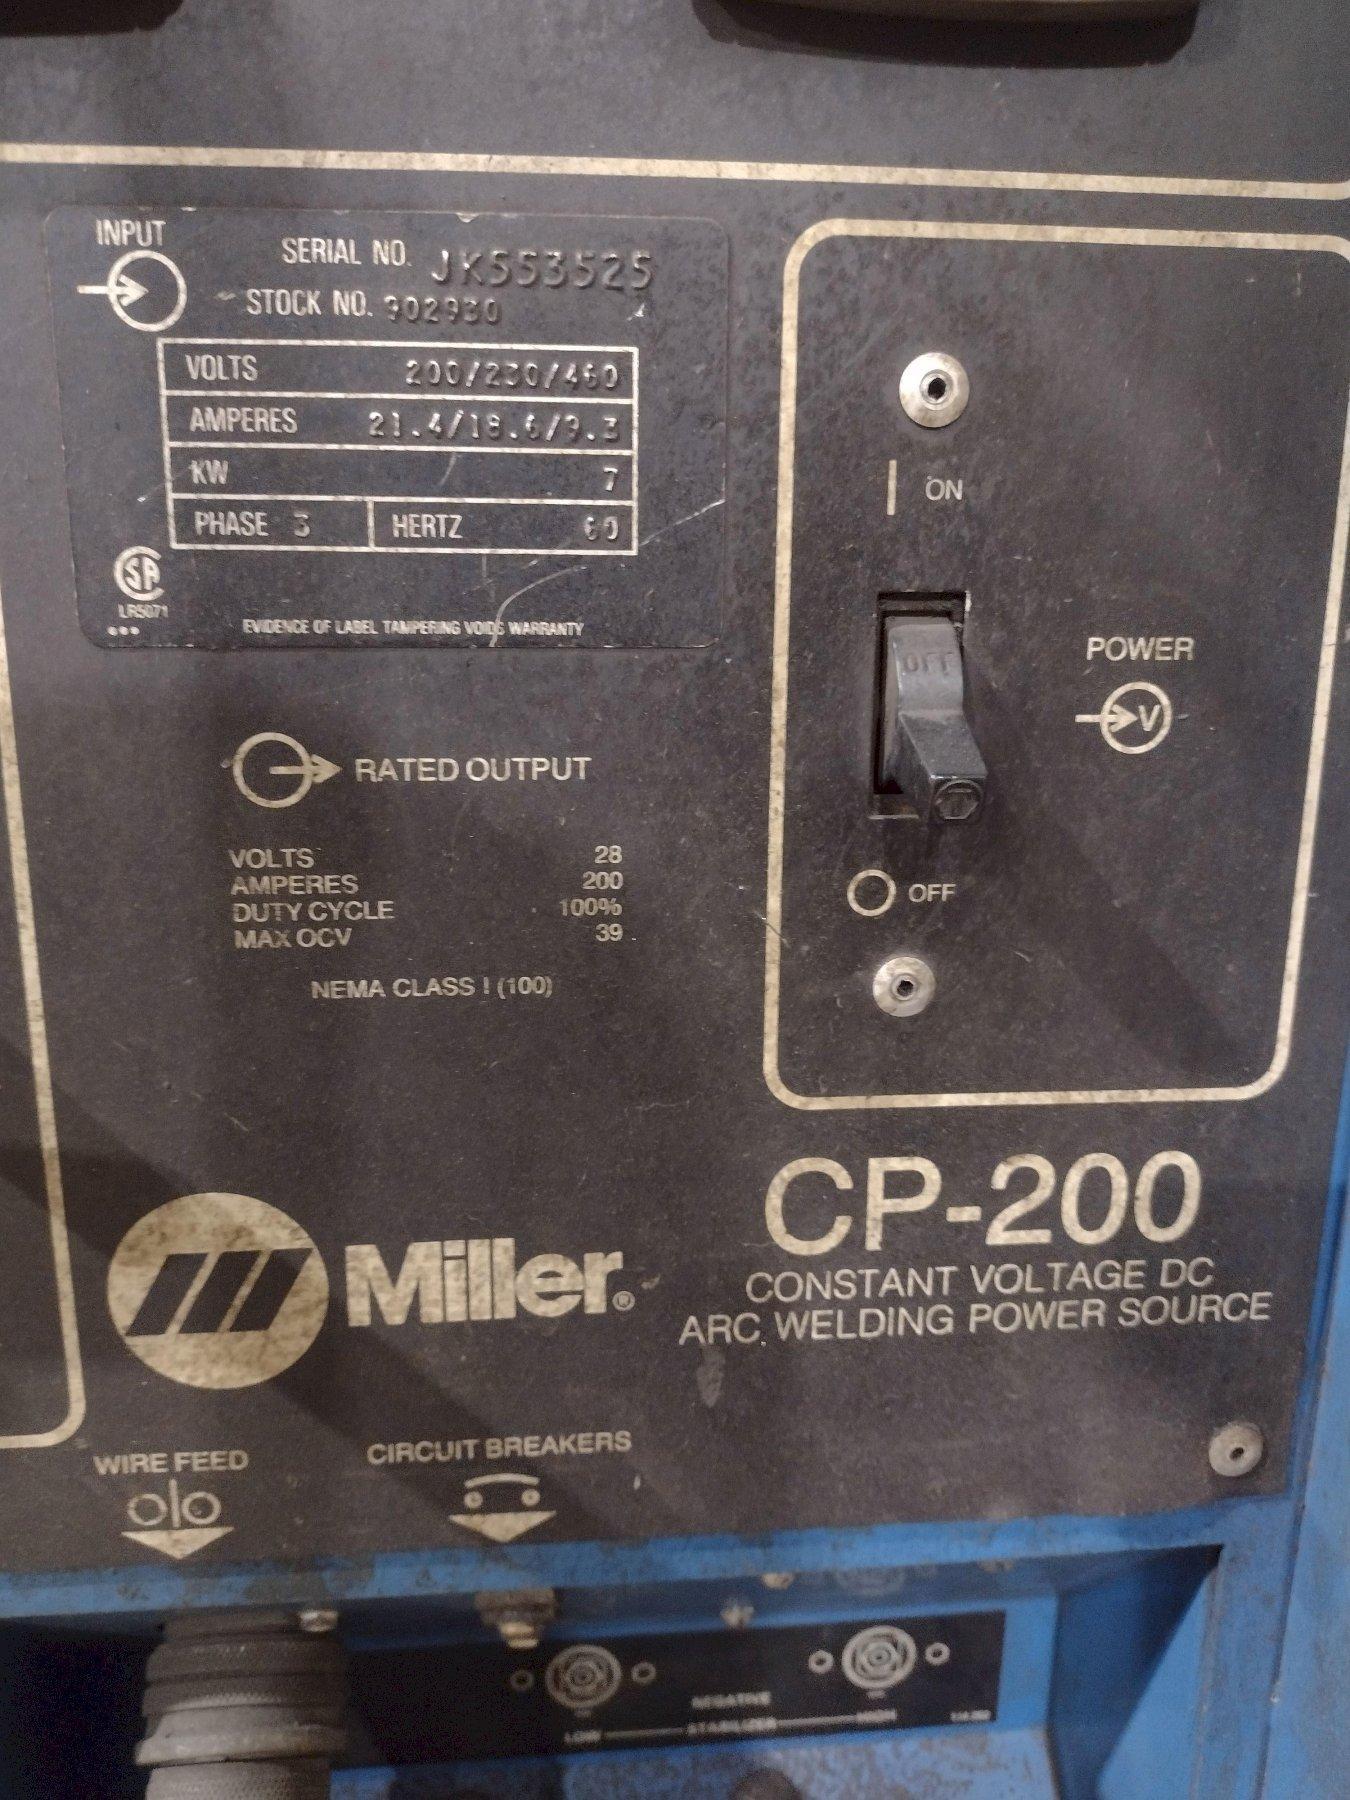 INPUT
SERIAL NO. JK553525
STOCK NO. 902930
VOLTS 200/230/460
AMPERES 21.4/18.6/9.3
KW 7
PHASE 3 HERTZ 60
LR5071
EVIDENCE OF LABEL TAMPERING VOIDS WARRANTY
ON
OFF
POWER
V
OFF
RATED OUTPUT
VOLTS 28
AMPERES 200
DUTY CYCLE 100%
MAX OCV 39
NEMA CLASS I (100)
CP-200
CONSTANT VOLTAGE DC
ARC WELDING POWER SOURCE
Miller®
WIRE FEED
CIRCUIT BREAKERS
NEGATIVE
LOW STABILIZER HIGH